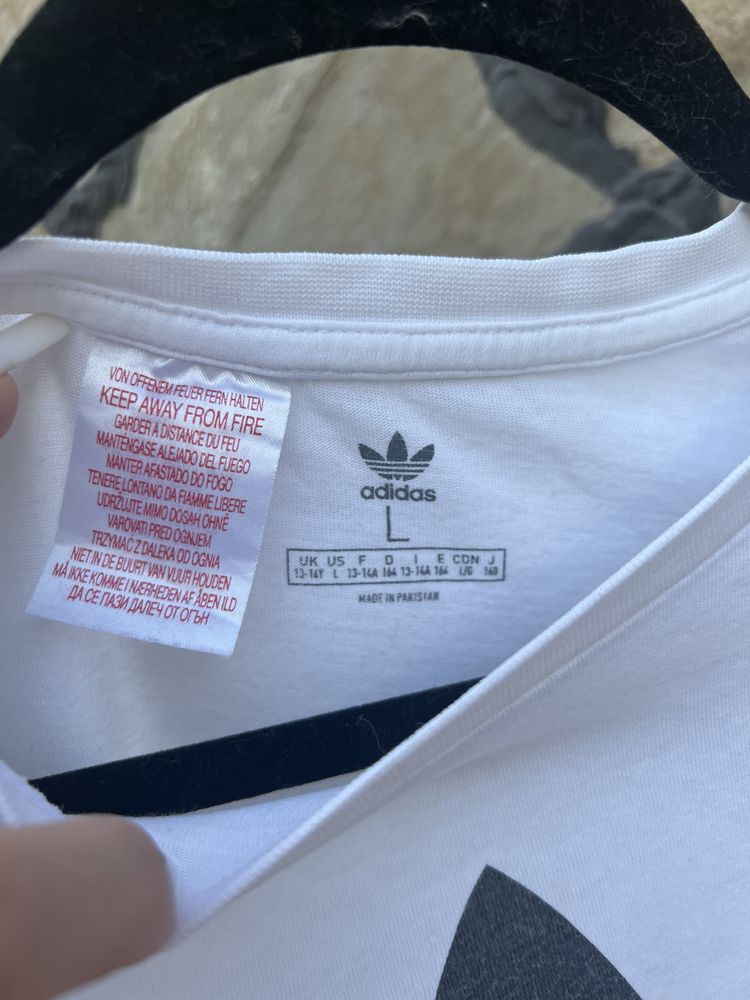 VON OFFENEM FEUER FERN HALTEN
KEEP AWAY FROM FIRE
GARDER A DISTANCE DU FEU
MANTÉNGASE ALEJADO DEL FUEGO
MANTER AFASTADO DO FOGO
TENERE LONTANO DA FIAMME LIBERE
UDRŽUJTE MIMO DOSAH OHNĚ
VAROVATI PRED OGNJEM
TRZYMAĆ Z DALEKA OD OGNIA
NIET IN DE BUURT VAN VUUR HOUDEN
MÅ IKKE KOMME I NÆRHEDEN AF ÅBEN ILD
ДА СЕ ПАЗИ ДАЛЕЧ ОТ ОГЪН
adidas
L
UK US F D I E CDN J
13-14Y L 13-14A 164 13-14A 164 L/G 160
MADE IN PAKISTAN